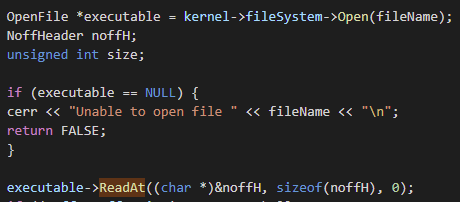 OpenFile *executable = kernel->fileSystem->Open(fileName);
NoffHeader noffH;
unsigned int size;
if (executable == NULL) {
cerr << "Unable to open file " << fileName << "\n";
return FALSE;
}
executable->ReadAt((char *)&noffH, sizeof(noffH), 0);